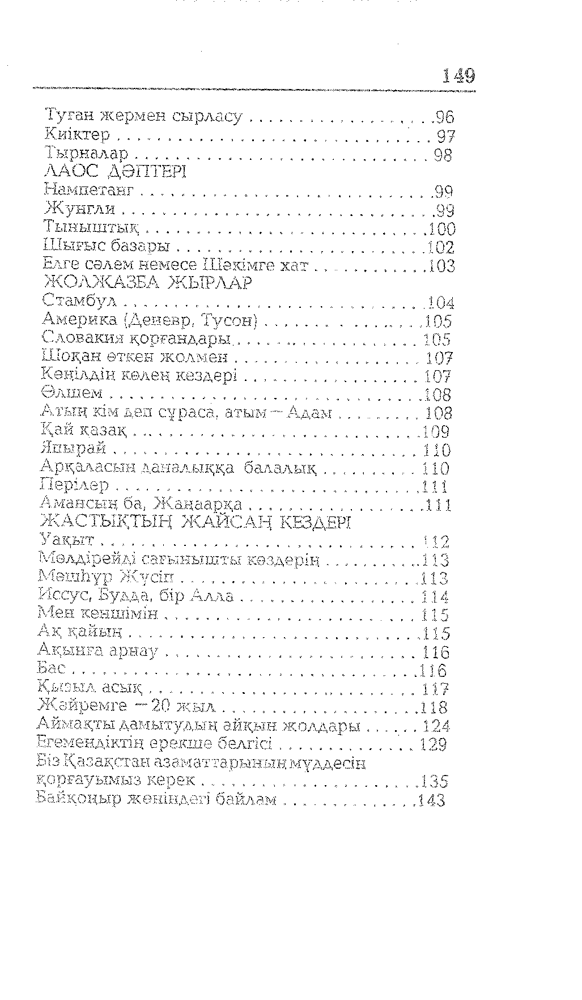 149
Туған жермен сырласу . . . . . . . . . . . . . . . . . . .96
Киіктер . . . . . . . . . . . . . . . . . . . . . . . . . . . . . . . 97
Тырналар . . . . . . . . . . . . . . . . . . . . . . . . . . . . . 98
ЛАОС ДӘПТЕРІ
Нампетанг . . . . . . . . . . . . . . . . . . . . . . . . . . . . .99
Жунгли . . . . . . . . . . . . . . . . . . . . . . . . . . . . . . .99
Тыныштық . . . . . . . . . . . . . . . . . . . . . . . . . . . .100
Шығыс базары . . . . . . . . . . . . . . . . . . . . . . . . .102
Елге сәлем немесе Шәкімге хат . . . . . . . . . . . .103
ЖОЛЖАЗБА ЖЫРЛАР
Стамбул . . . . . . . . . . . . . . . . . . . . . . . . . . . . . .104
Америка (Деневр, Тусон) . . . . . . . . . . . . . . . .105
Словакия қорғандары . . . . . . . . . . . . . . . . . . 105
Шоқан өткен жолмен . . . . . . . . . . . . . . . . . . 107
Көңілдің көлең кездері . . . . . . . . . . . . . . . . . 107
Өлшем . . . . . . . . . . . . . . . . . . . . . . . . . . . . . . .108
Атың кім деп сұраса, атым — Адам . . . . . . . . . 108
Қай қазақ . . . . . . . . . . . . . . . . . . . . . . . . . . . . .109
Япырай . . . . . . . . . . . . . . . . . . . . . . . . . . . . . . 110
Арқаласын даналыққа балалық . . . . . . . . . . 110
Перілер . . . . . . . . . . . . . . . . . . . . . . . . . . . . . .111
Амансың ба, Жаңаарқа . . . . . . . . . . . . . . . . . .111
ЖАСТЫҚТЫҢ ЖАЙСАҢ КЕЗДЕРІ
Уақыт . . . . . . . . . . . . . . . . . . . . . . . . . . . . . . . 112
Мөлдірейді сағынышты көздерің . . . . . . . . . .113
Мәшһүр Жүсіп . . . . . . . . . . . . . . . . . . . . . . . .113
Иссус, Будда, бір Алла . . . . . . . . . . . . . . . . . . 114
Мен кеншімін . . . . . . . . . . . . . . . . . . . . . . . . . 115
Ақ қайың . . . . . . . . . . . . . . . . . . . . . . . . . . . . .115
Ақынға арнау . . . . . . . . . . . . . . . . . . . . . . . . . 116
Бас . . . . . . . . . . . . . . . . . . . . . . . . . . . . . . . . . .116
Қызыл асық . . . . . . . . . . . . . . . . . . . . . . . . . . 117
Жәйремге — 20 жыл . . . . . . . . . . . . . . . . . . . .118
Аймақты дамытудың айқын жолдары . . . . . . 124
Егемендіктің ерекше белгісі . . . . . . . . . . . . . . 129
Біз Қазақстан азаматтарының мүддесін
қорғауымыз керек . . . . . . . . . . . . . . . . . . . . . .135
Байқоңыр жөніндегі байлам . . . . . . . . . . . . . .143